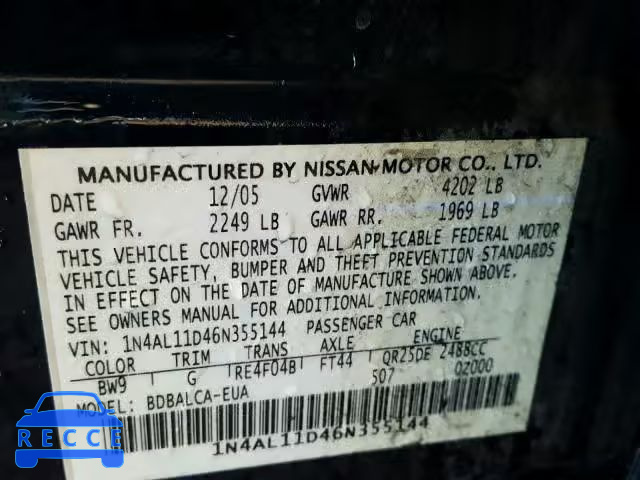 MANUFACTURED BY NISSAN MOTOR CO., LTD.
DATE 12/05 GVWR 4202 LB
GAWR FR. 2249 LB GAWR RR. 1969 LB
THIS VEHICLE CONFORMS TO ALL APPLICABLE FEDERAL MOTOR
VEHICLE SAFETY, BUMPER AND THEFT PREVENTION STANDARDS
IN EFFECT ON THE DATE OF MANUFACTURE SHOWN ABOVE.
SEE OWNERS MANUAL FOR ADDITIONAL INFORMATION.
VIN: 1N4AL11D46N355144 PASSENGER CAR
COLOR TRIM TRANS AXLE ENGINE
BW9 G RE4F04B FT44 QR25DE 2488CC
MODEL: BDBALCA-EUA 507 0Z000
1N4AL11D46N355144
RECCE